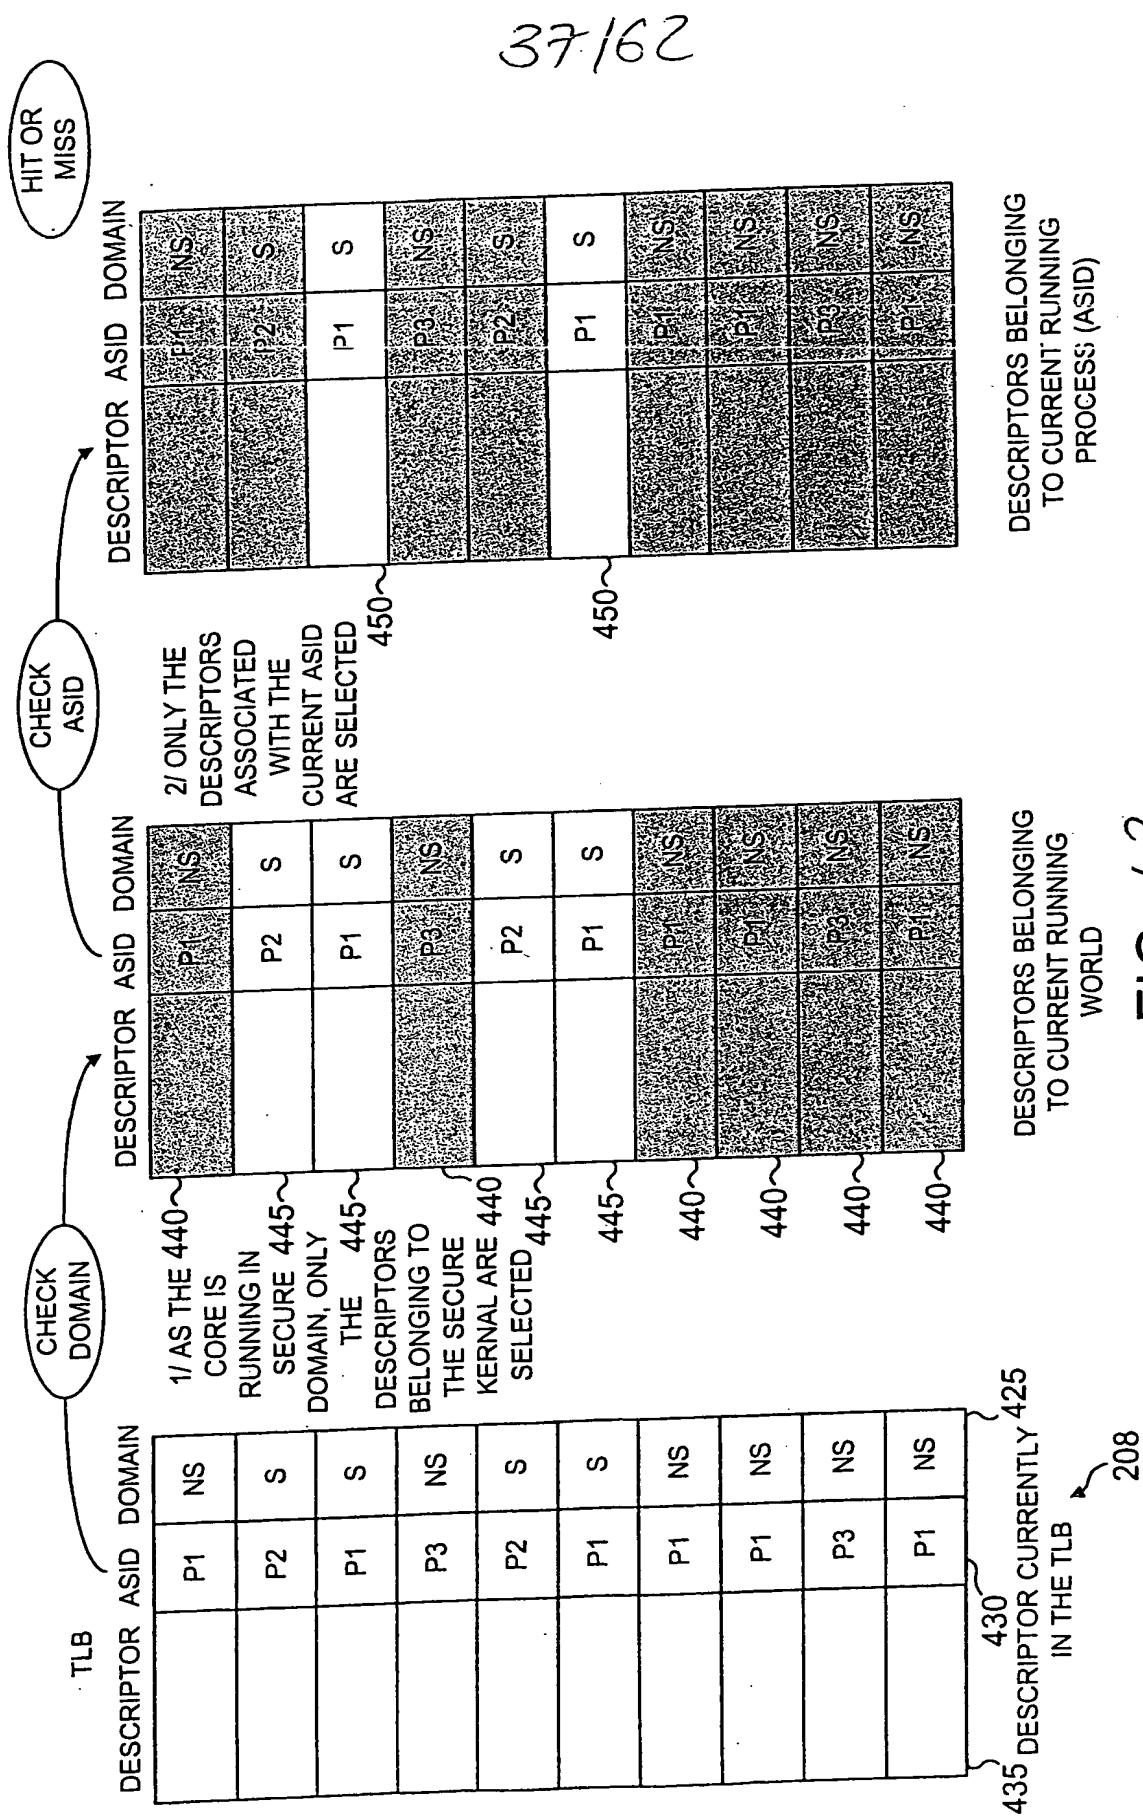 37/62
HIT OR
MISS
CHECK
ASID
CHECK
DOMAIN
TLB
DESCRIPTOR ASID DOMAIN
P1 NS
P2 S
P1 S
P3 NS
P2 S
P1 S
P1 NS
P1 NS
P3 NS
P1 NS
435
430
425
DESCRIPTOR CURRENTLY
IN THE TLB
208
1/ AS THE
CORE IS
RUNNING IN
SECURE
DOMAIN, ONLY
THE
DESCRIPTORS
BELONGING TO
THE SECURE
KERNAL ARE
SELECTED
440
445
445
440
445
445
440
440
440
440
DESCRIPTOR ASID DOMAIN
P1 NS
P2 S
P1 S
P3 NS
P2 S
P1 S
P1 NS
P1 NS
P3 NS
P1 NS
DESCRIPTORS BELONGING
TO CURRENT RUNNING
WORLD
2/ ONLY THE
DESCRIPTORS
ASSOCIATED
WITH THE
CURRENT ASID
ARE SELECTED
450
450
DESCRIPTOR ASID DOMAIN
P1 NS
P2 S
P1 S
P3 NS
P2 S
P1 S
P1 NS
P1 NS
P3 NS
P1 NS
DESCRIPTORS BELONGING
TO CURRENT RUNNING
PROCESS (ASID)